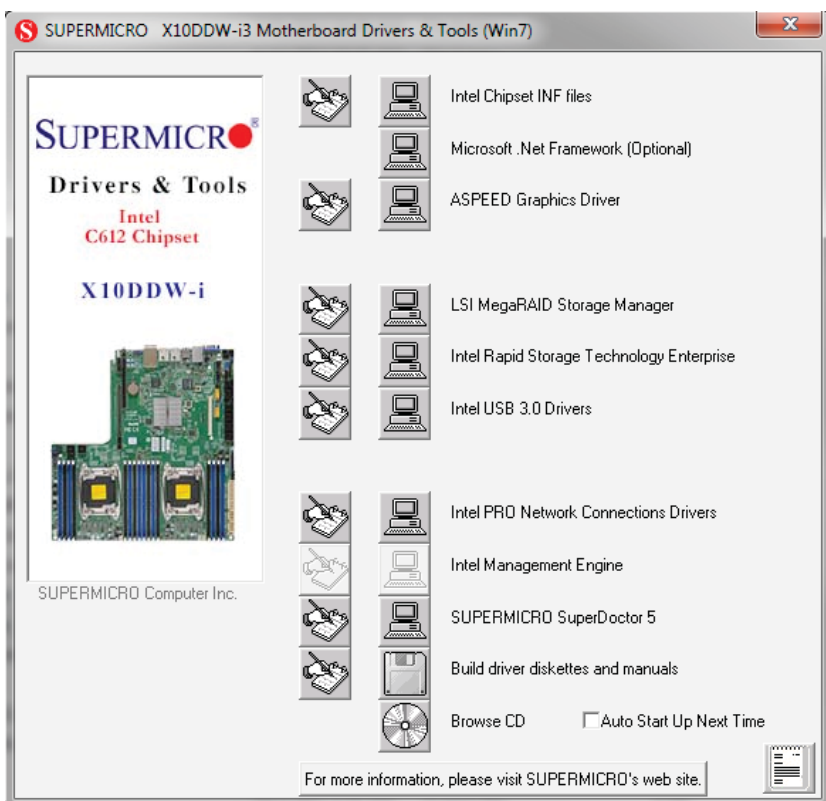 SUPERMICRO X10DDW-i3 Motherboard Drivers & Tools (Win7)
SUPERMICRO®
Drivers & Tools
Intel
C612 Chipset
X10DDW-i
SUPERMICRO Computer Inc.
Intel Chipset INF files
Microsoft .Net Framework (Optional)
ASPEED Graphics Driver
LSI MegaRAID Storage Manager
Intel Rapid Storage Technology Enterprise
Intel USB 3.0 Drivers
Intel PRO Network Connections Drivers
Intel Management Engine
SUPERMICRO SuperDoctor 5
Build driver diskettes and manuals
Browse CD
Auto Start Up Next Time
For more information, please visit SUPERMICRO's web site.